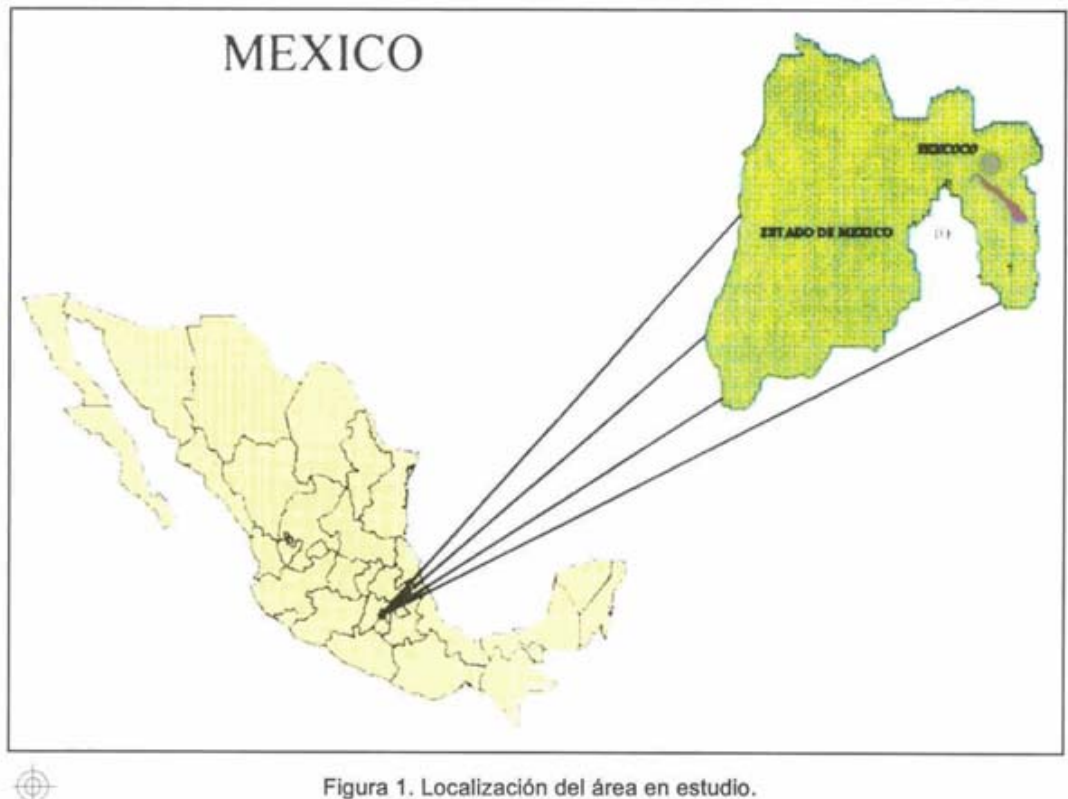 MEXICO
TEXCOCO
ESTADO DE MEXICO
Figura 1. Localización del área en estudio.